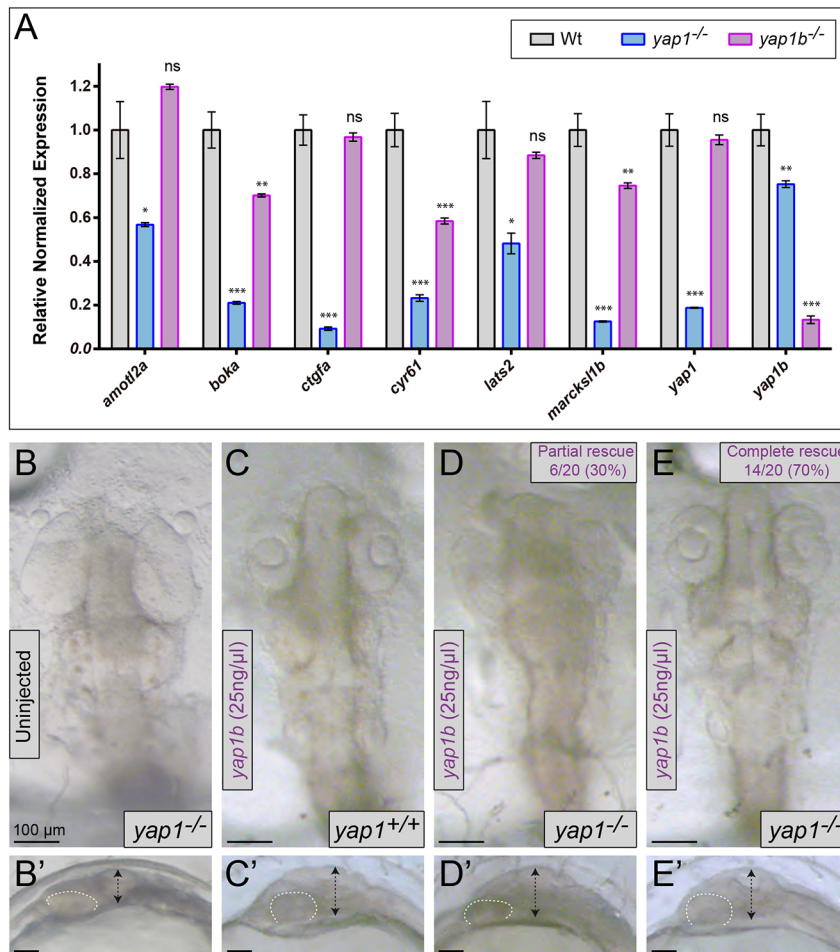 A
Wt yap1-/- yap1b-/-
Relative Normalized Expression
1.2
1.0
0.8
0.6
0.4
0.2
0.0
ns
*
**
***
ns
***
***
***
ns
*
**
***
ns
***
**
***
amotl2a
boka
ctgfa
cyr61
lats2
marcksl1b
yap1
yap1b
B
Uninjected
100 µm
yap1-/-
C
yap1b (25ng/µl)
yap1+/+
D
Partial rescue
6/20 (30%)
yap1b (25ng/µl)
yap1-/-
E
Complete rescue
14/20 (70%)
yap1b (25ng/µl)
yap1-/-
B’
C’
D’
E’